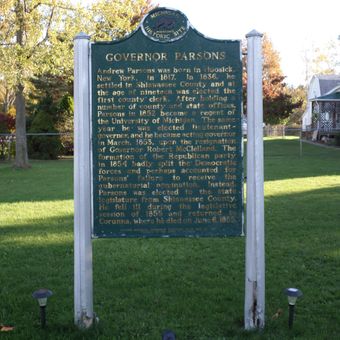 MICHIGAN
HISTORIC SITE
GOVERNOR PARSONS
Andrew Parsons was born in Hoosick,
New York, in 1817. In 1836, he
settled in Shiawassee County and at
the age of nineteen was elected the
first county clerk. After holding a
number of county and state offices,
Parsons in 1852 became a regent of
the University of Michigan. The same
year he was elected lieutenant-
governor, and he became acting governor
in March, 1853, upon the resignation
of Governor Robert McClelland. The
formation of the Republican party
in 1854 badly split the Democratic
forces and perhaps accounted for
Parsons' failure to receive the
gubernatorial nomination. Instead,
Parsons was elected to the state
legislature from Shiawassee County.
He fell ill during the legislative
session of 1855 and returned to
Corunna, where he died on June 6, 1855.